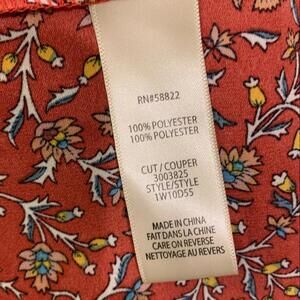 RN#58822
100% POLYESTER
100% POLYESTER
CUT / COUPER
3003825
STYLE/STYLE
1W10D55
MADE IN CHINA
FAIT DANS LA CHINE
CARE ON REVERSE
NETTOYAGE AU REVERS